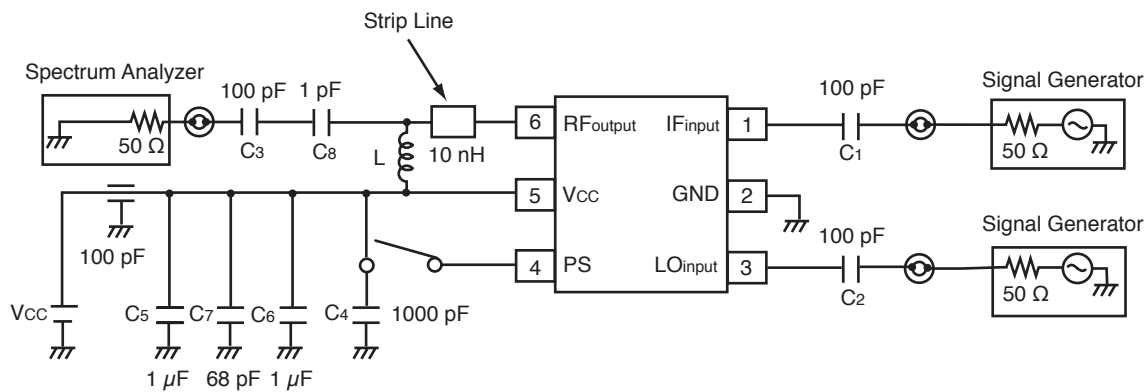 Strip Line
Spectrum Analyzer
100 pF
1 pF
50 Ω
C3
C8
L
10 nH
6
RFoutput
IFinput
1
100 pF
C1
Signal Generator
50 Ω
5
VCC
GND
2
100 pF
4
PS
LOinput
3
100 pF
C2
Signal Generator
50 Ω
VCC
C5
C7
C6
C4
1000 pF
1 µF
68 pF
1 µF